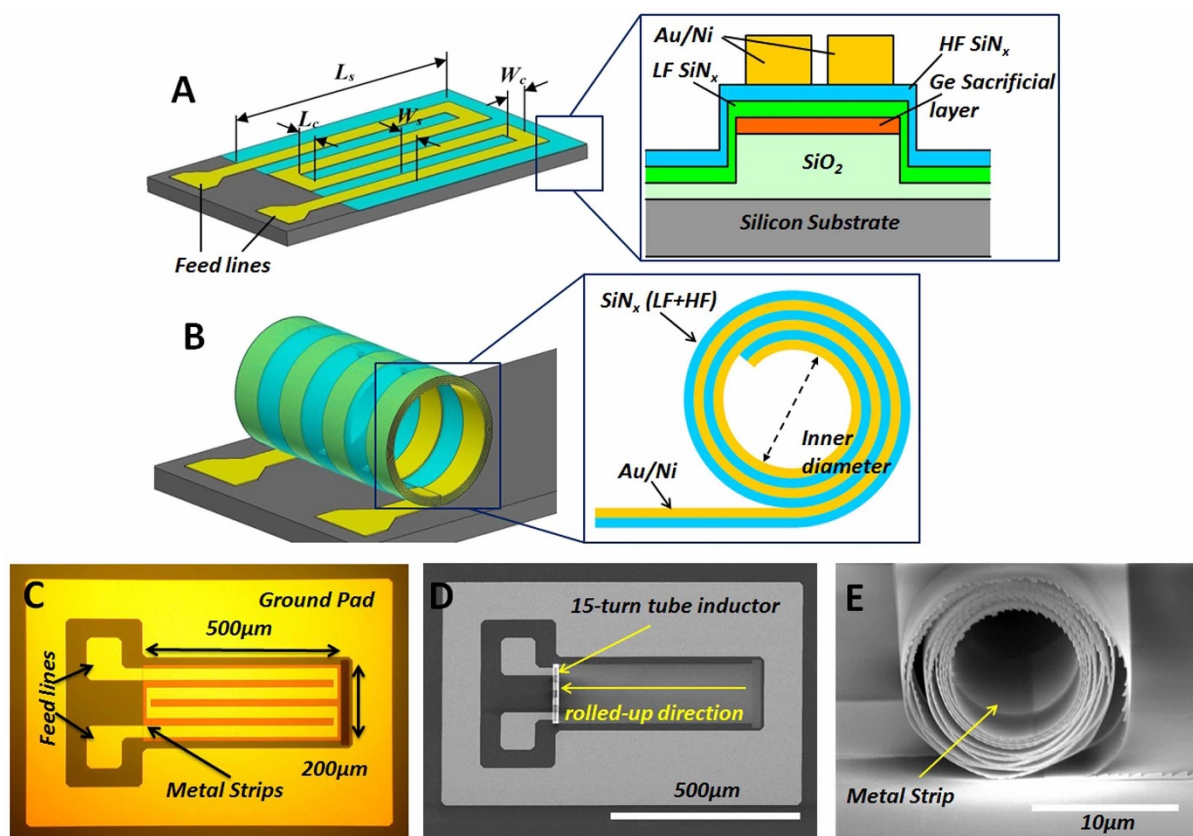 A
Lₛ
L꜀
Wₛ
W꜀
Feed lines
Au/Ni
LF SiNₓ
HF SiNₓ
Ge Sacrificial
layer
SiO₂
Silicon Substrate
B
SiNₓ (LF+HF)
Inner
diameter
Au/Ni
C
Ground Pad
500μm
Feed lines
200μm
Metal Strips
D
15-turn tube inductor
rolled-up direction
500μm
E
Metal Strip
10μm